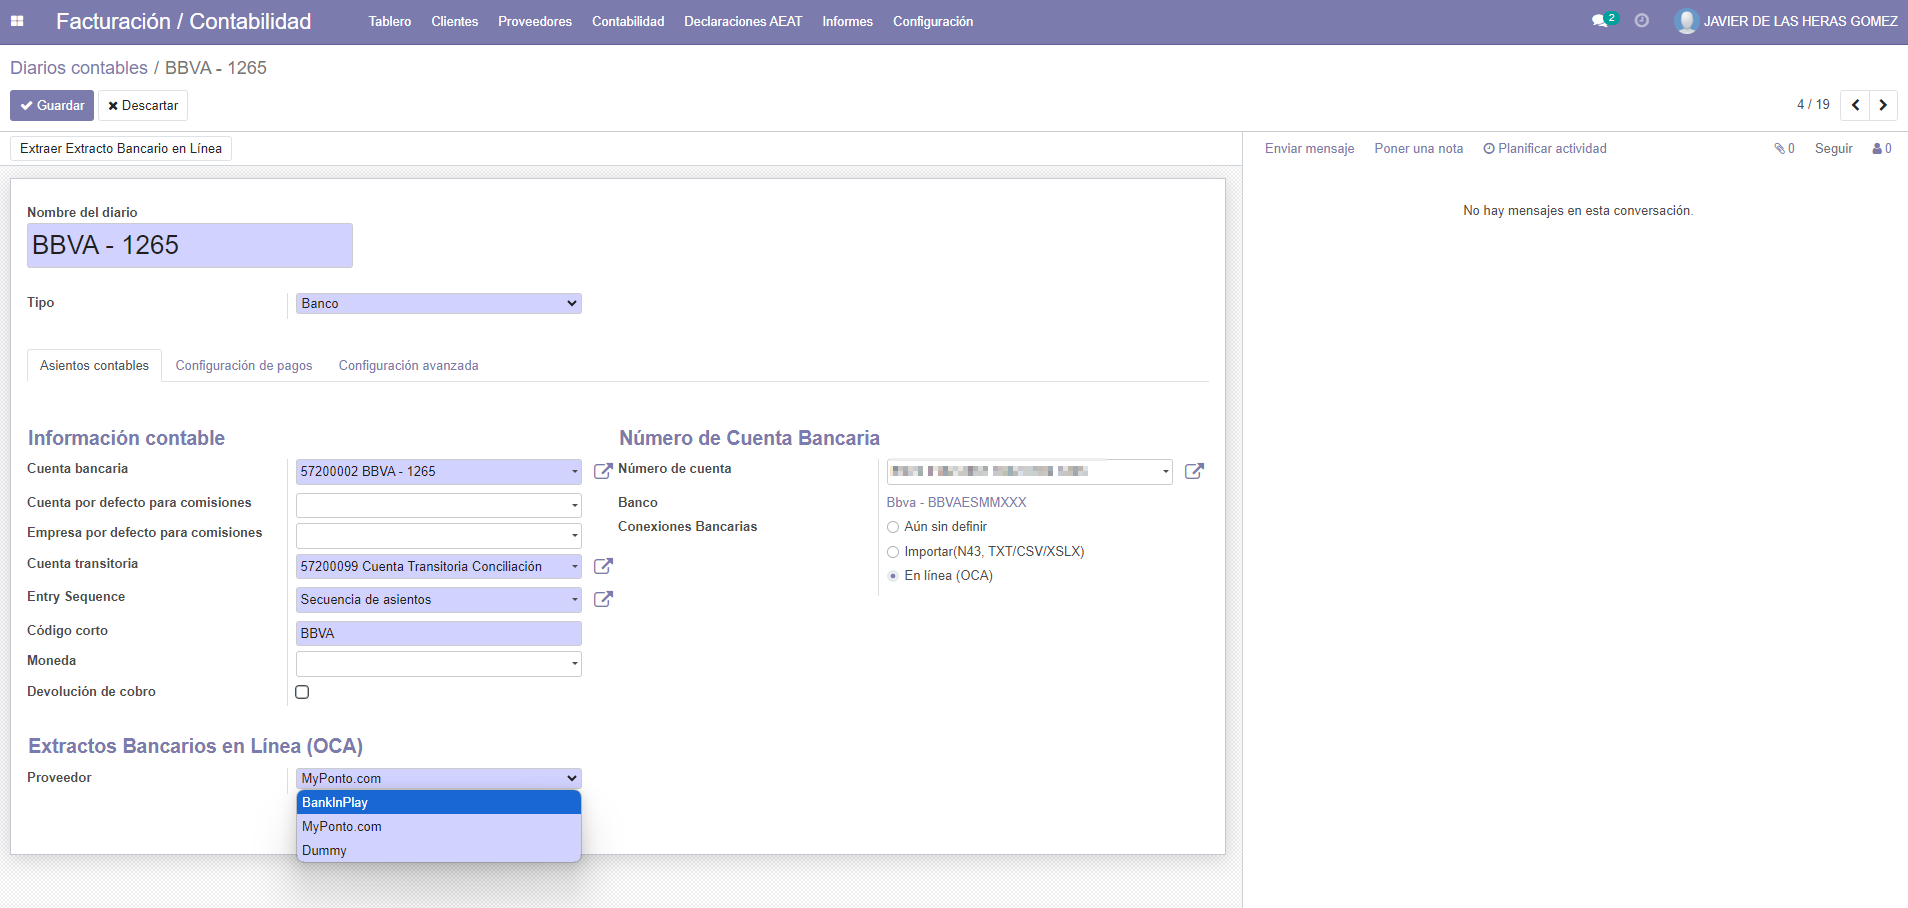 Facturación / Contabilidad
Tablero Clientes Proveedores Contabilidad Declaraciones AEAT Informes Configuración
2
JAVIER DE LAS HERAS GOMEZ
Diarios contables / BBVA - 1265
Guardar Descartar
4 / 19
Extraer Extracto Bancario en Línea
Enviar mensaje Poner una nota Planificar actividad
0 Seguir 0
No hay mensajes en esta conversación.
Nombre del diario
BBVA - 1265
Tipo
Banco
Asientos contables Configuración de pagos Configuración avanzada
Información contable
Cuenta bancaria
57200002 BBVA - 1265
Cuenta por defecto para comisiones
Empresa por defecto para comisiones
Cuenta transitoria
57200099 Cuenta Transitoria Conciliación
Entry Sequence
Secuencia de asientos
Código corto
BBVA
Moneda
Devolución de cobro
Número de Cuenta Bancaria
Número de cuenta
Banco
Bbva - BBVAESMMXXX
Conexiones Bancarias
Aún sin definir
Importar(N43, TXT/CSV/XSLX)
En línea (OCA)
Extractos Bancarios en Línea (OCA)
Proveedor
MyPonto.com
BankInPlay
MyPonto.com
Dummy